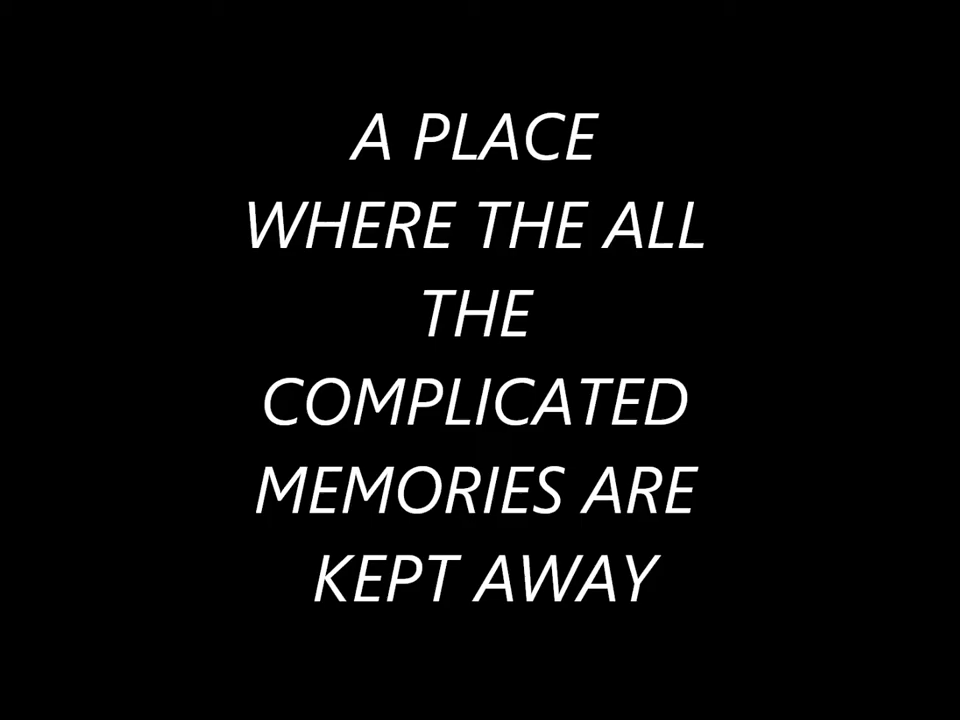 A PLACE
WHERE THE ALL
THE
COMPLICATED
MEMORIES ARE
KEPT AWAY